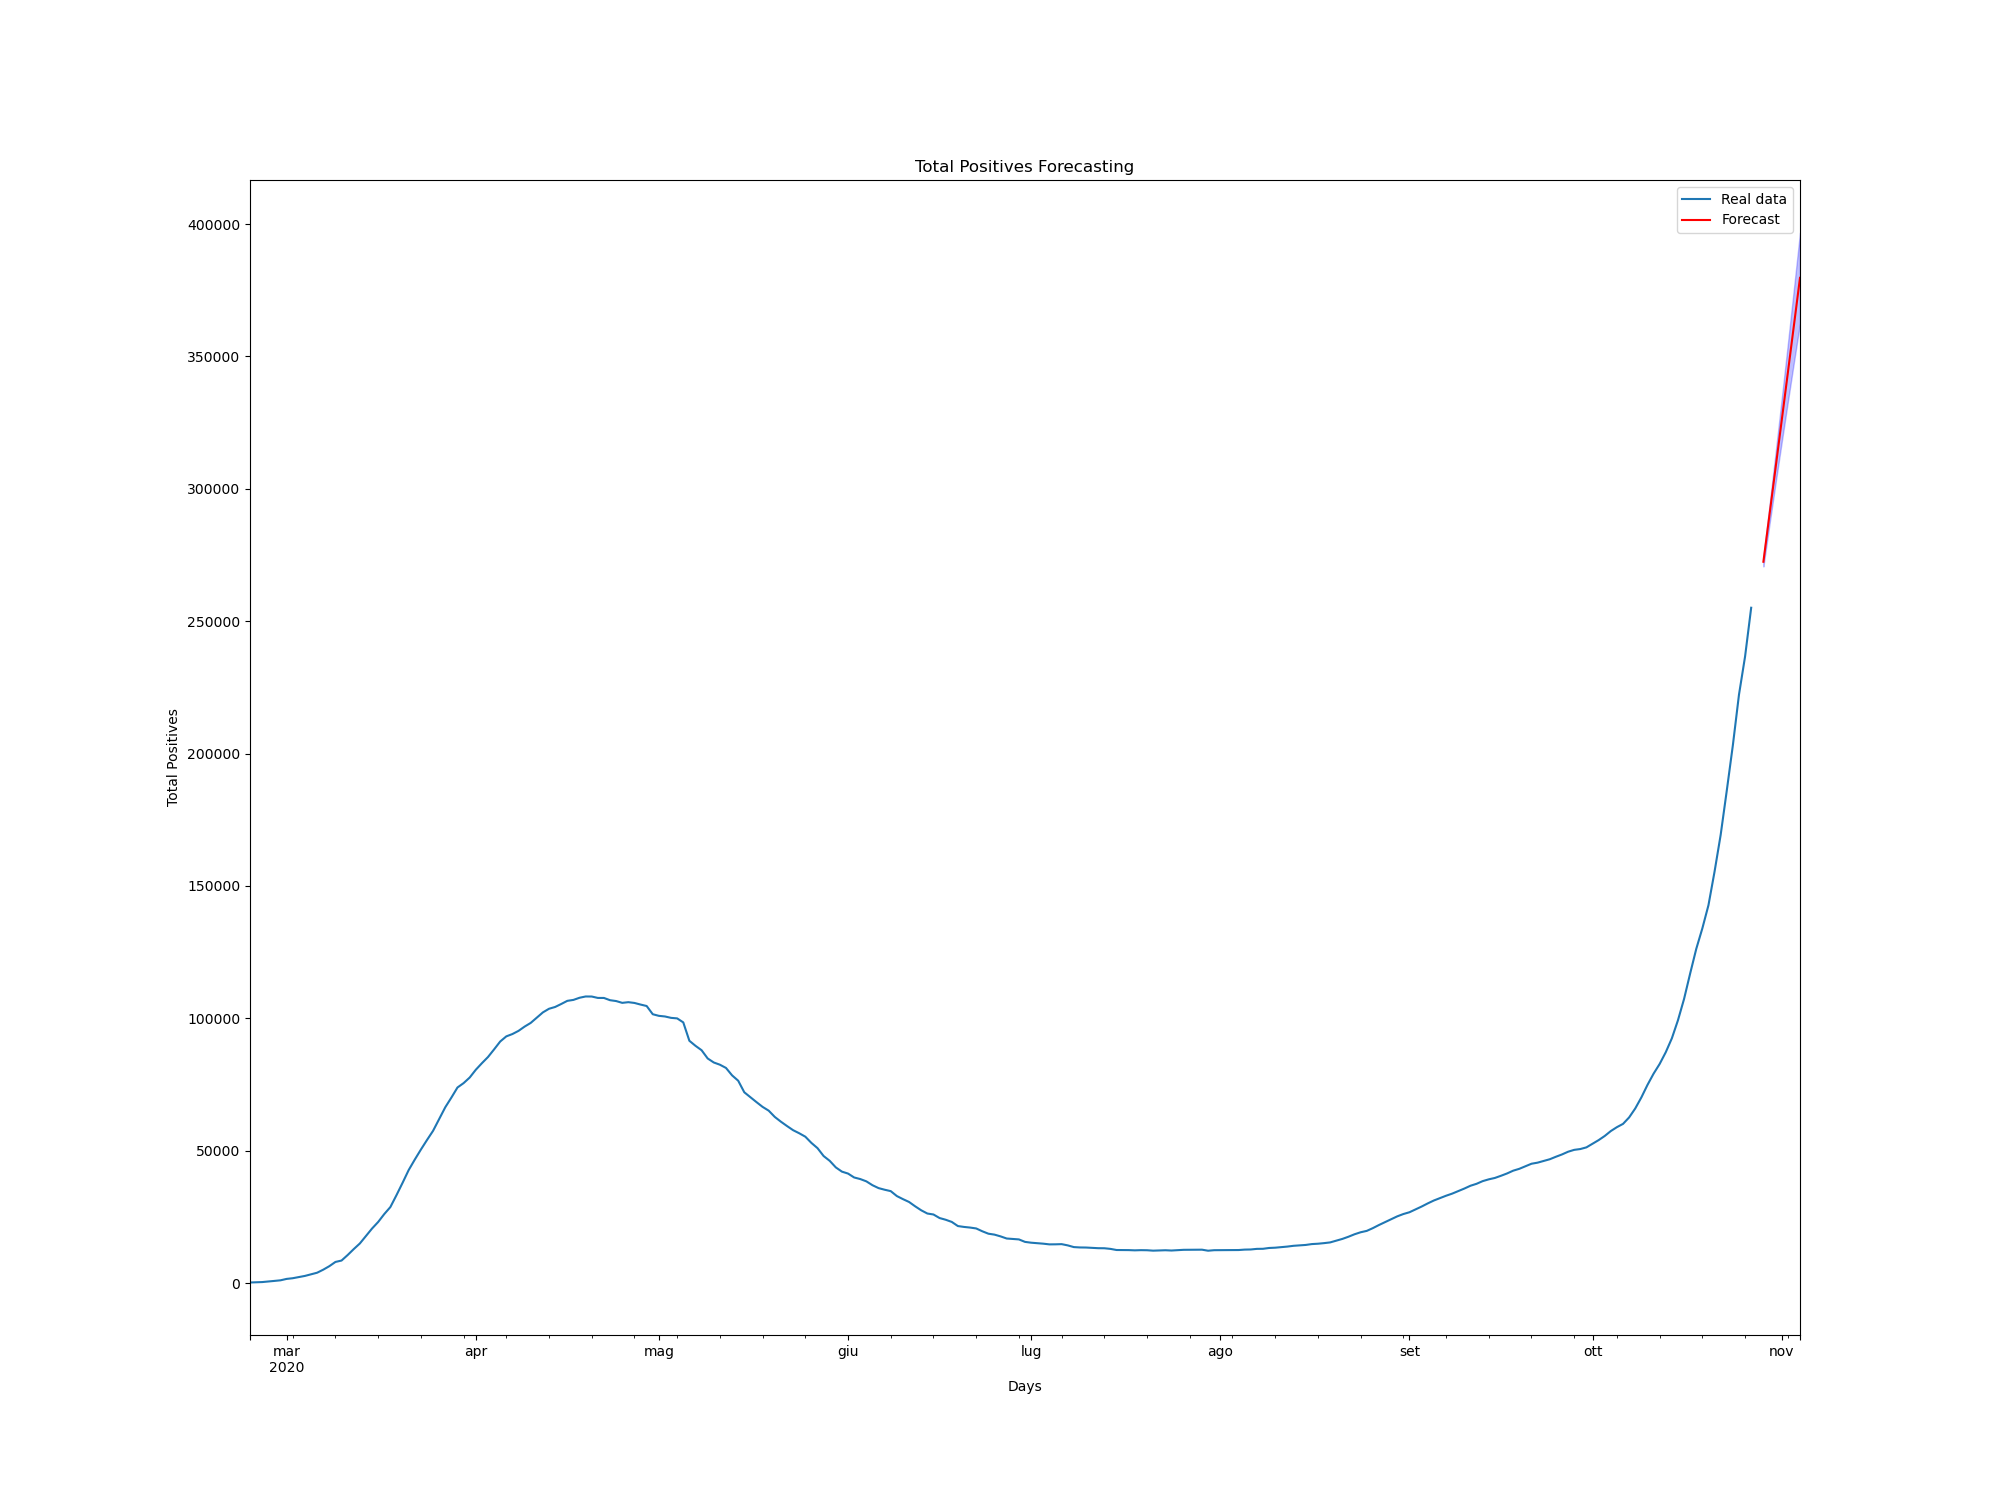 Total Positives Forecasting
Real data
Forecast
400000
350000
300000
250000
200000
150000
100000
50000
0
Total Positives
mar apr mag giu lug ago set ott nov
2020
Days